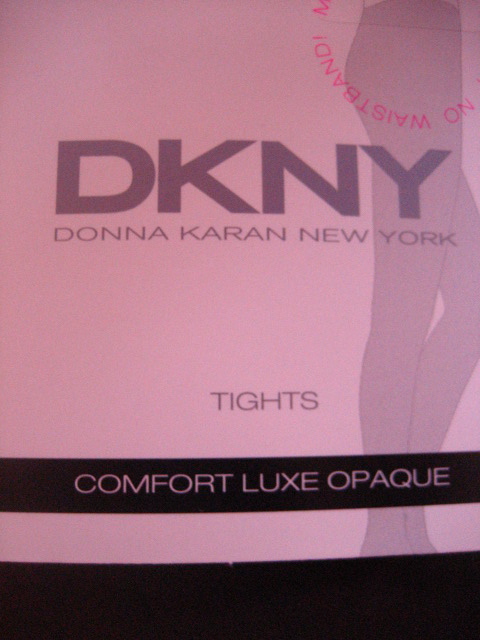 NO WAISTBAND!
DKNY
DONNA KARAN NEW YORK
TIGHTS
COMFORT LUXE OPAQUE